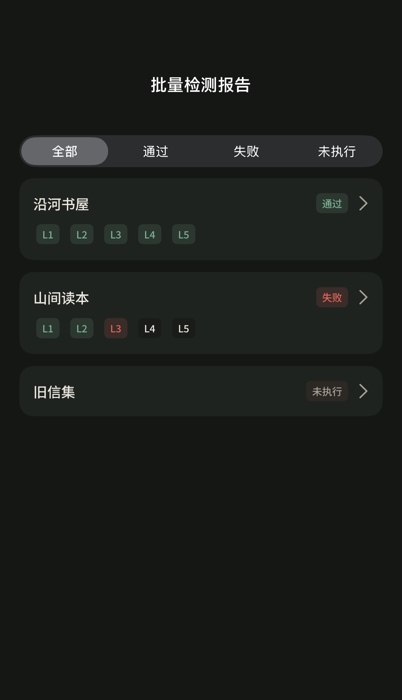 批量检测报告
全部 通过 失败 未执行
沿河书屋 通过
L1 L2 L3 L4 L5
山间读本 失败
L1 L2 L3 L4 L5
旧信集 未执行